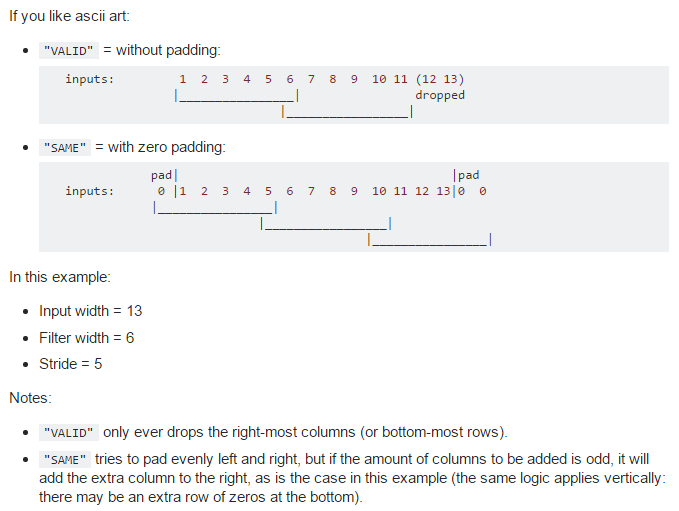 If you like ascii art:
• "VALID" = without padding:
inputs:         1  2  3  4  5  6  7  8  9  10 11 (12 13)
|________________|                dropped
|_________________|
• "SAME" = with zero padding:
pad|                                      |pad
inputs:      0 |1  2  3  4  5  6  7  8  9  10 11 12 13|0  0
|________________|
|_________________|
|________________|
In this example:
• Input width = 13
• Filter width = 6
• Stride = 5
Notes:
• "VALID" only ever drops the right-most columns (or bottom-most rows).
• "SAME" tries to pad evenly left and right, but if the amount of columns to be added is odd, it will
add the extra column to the right, as is the case in this example (the same logic applies vertically:
there may be an extra row of zeros at the bottom).